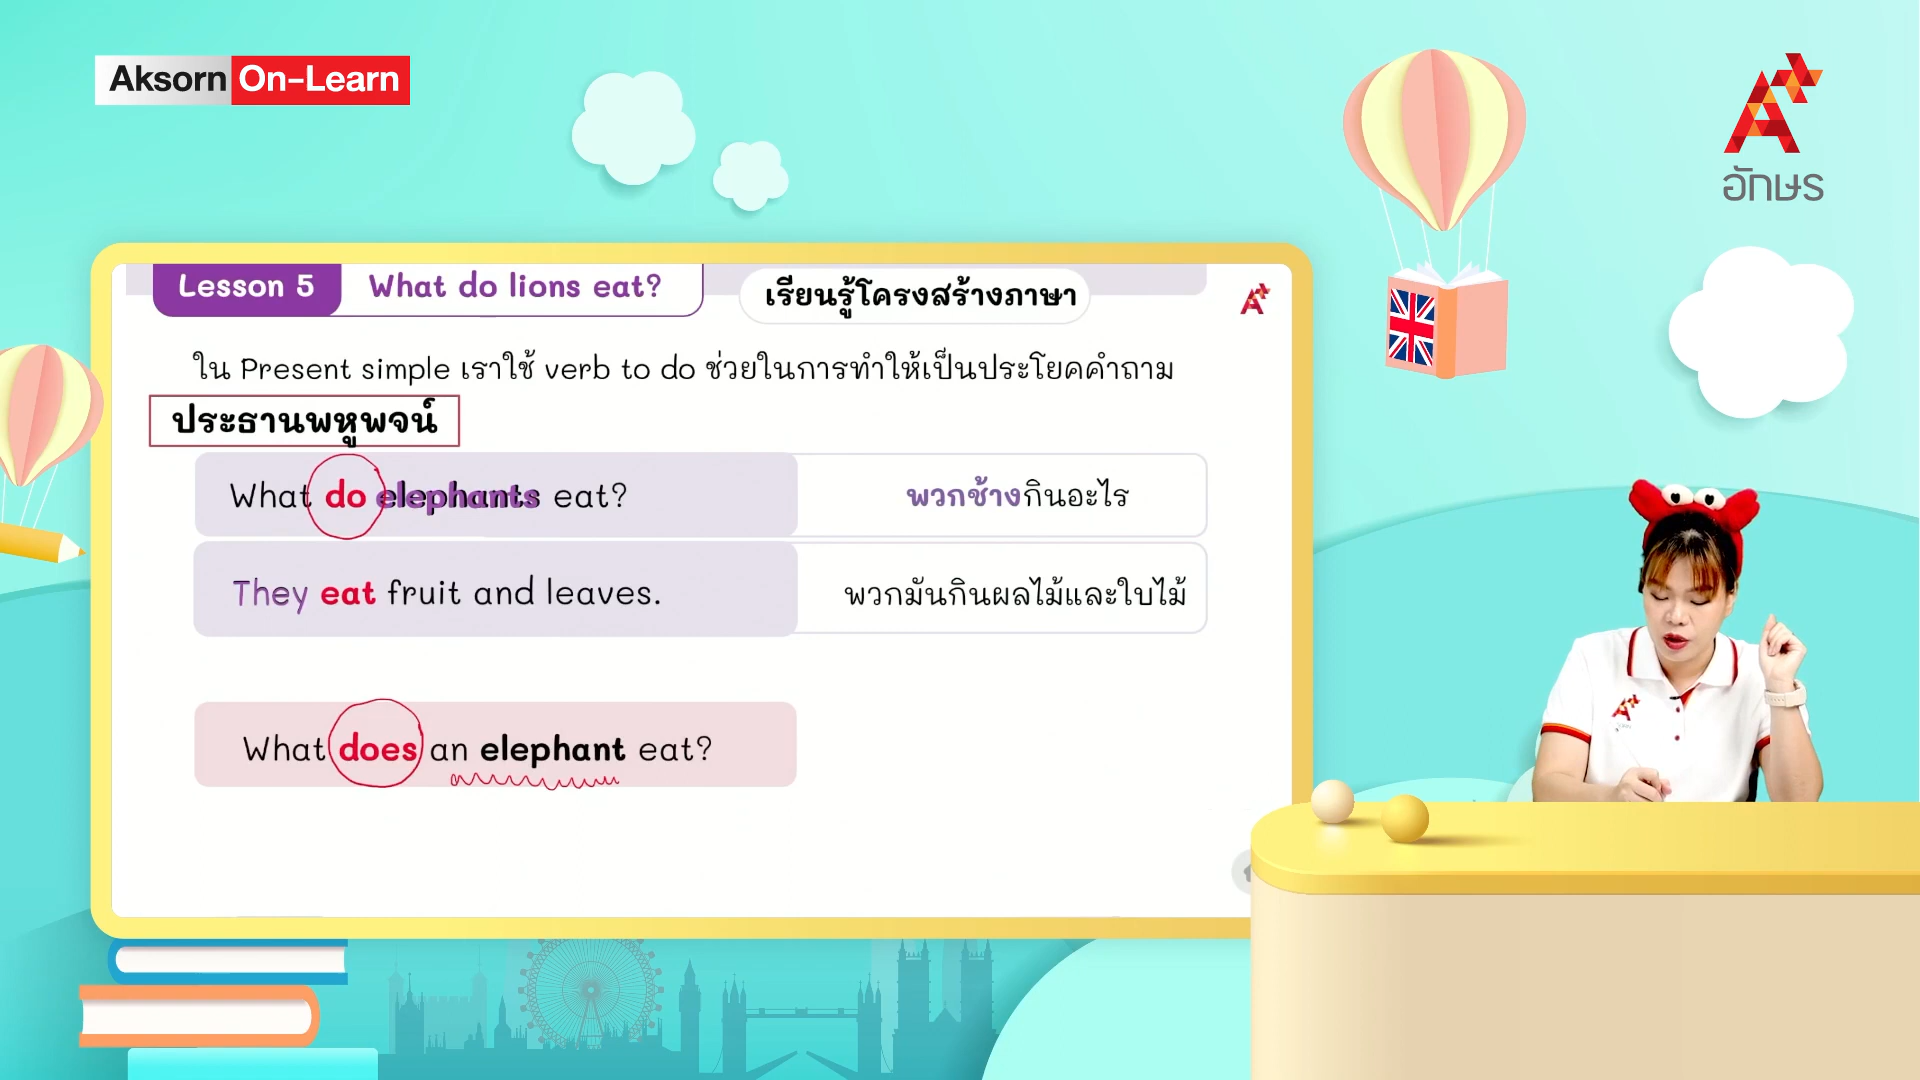 Aksorn On-Learn
อักษร
Lesson 5 What do lions eat? เรียนรู้โครงสร้างภาษา
ใน Present simple เราใช้ verb to do ช่วยในการทำให้เป็นประโยคคำถาม
ประธานพหูพจน์
What do elephants eat? พวกช้างกินอะไร
They eat fruit and leaves. พวกมันกินผลไม้และใบไม้
What does an elephant eat?